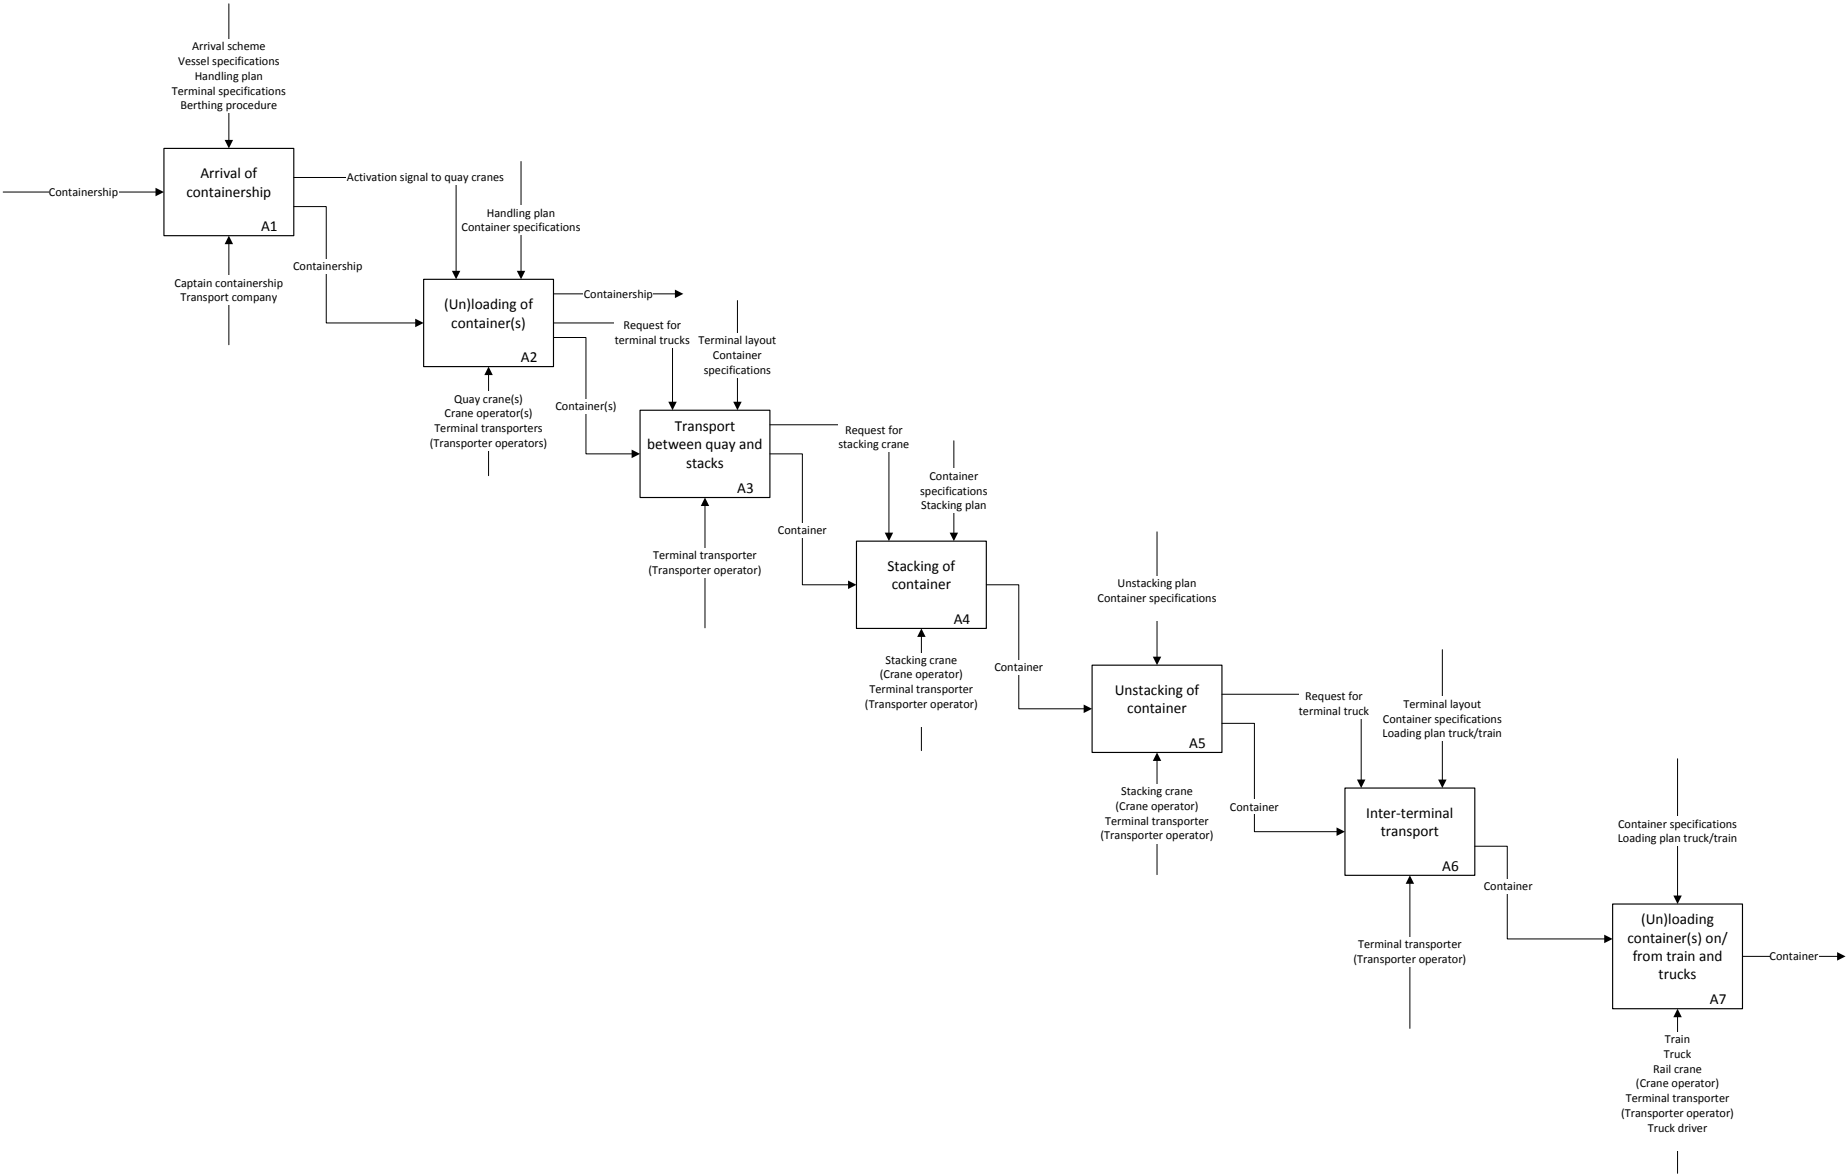 Arrival scheme
Vessel specifications
Handling plan
Terminal specifications
Berthing procedure
Containership
Arrival of
containership
A1
Activation signal to quay cranes
Containership
Captain containership
Transport company
Handling plan
Container specifications
(Un)loading of
container(s)
A2
Containership
Request for
terminal trucks
Container(s)
Quay crane(s)
Crane operator(s)
Terminal transporters
(Transporter operators)
Terminal layout
Container
specifications
Transport
between quay and
stacks
A3
Request for
stacking crane
Container
Terminal transporter
(Transporter operator)
Container
specifications
Stacking plan
Stacking of
container
A4
Container
Stacking crane
(Crane operator)
Terminal transporter
(Transporter operator)
Unstacking plan
Container specifications
Unstacking of
container
A5
Request for
terminal truck
Container
Stacking crane
(Crane operator)
Terminal transporter
(Transporter operator)
Terminal layout
Container specifications
Loading plan truck/train
Inter-terminal
transport
A6
Container
Terminal transporter
(Transporter operator)
Container specifications
Loading plan truck/train
(Un)loading
container(s) on/
from train and
trucks
A7
Container
Train
Truck
Rail crane
(Crane operator)
Terminal transporter
(Transporter operator)
Truck driver